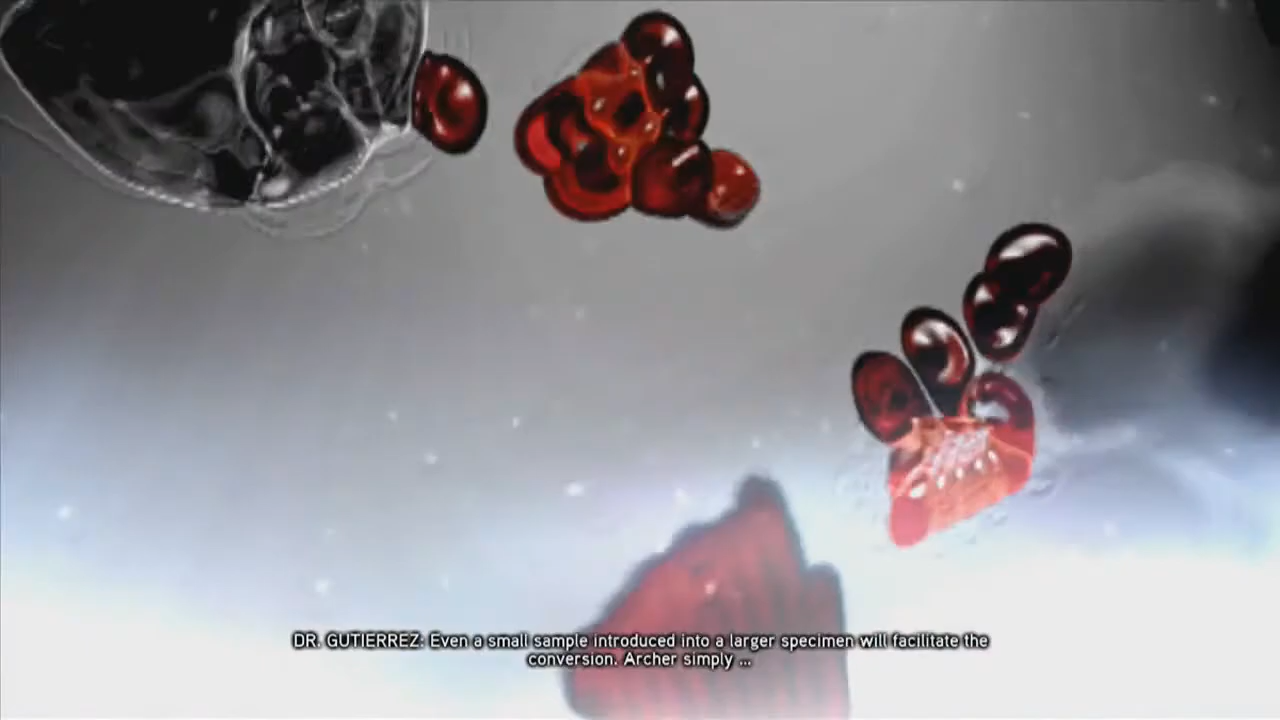 DR. GUTIERREZ: Even a small sample introduced into a larger specimen will facilitate the
conversion. Archer simply ...